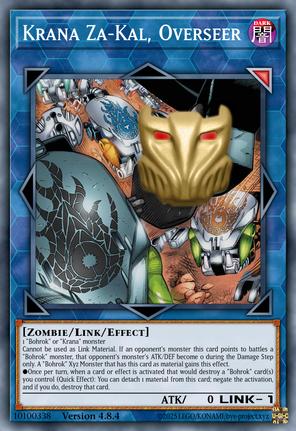 Krana Za-Kal, Overseer
DARK
闇
[Zombie/Link/Effect]
1 "Bohrok" or "Krana" monster
Cannot be used as Link Material. If an opponent's monster this card points to battles a
"Bohrok" monster, that opponent's monster's ATK/DEF become 0 during the Damage Step
only. A "Bohrok" Xyz Monster that has this card as material gains this effect.
●Once per turn, when a card or effect is activated that would destroy a "Bohrok" card(s)
you control (Quick Effect): You can detach 1 material from this card; negate the activation,
and if you do, destroy that card.
ATK/ 0 LINK-1
10100338 Version 4.8.4 ©2025 LEGO/KONAMI/bye-project.xyz